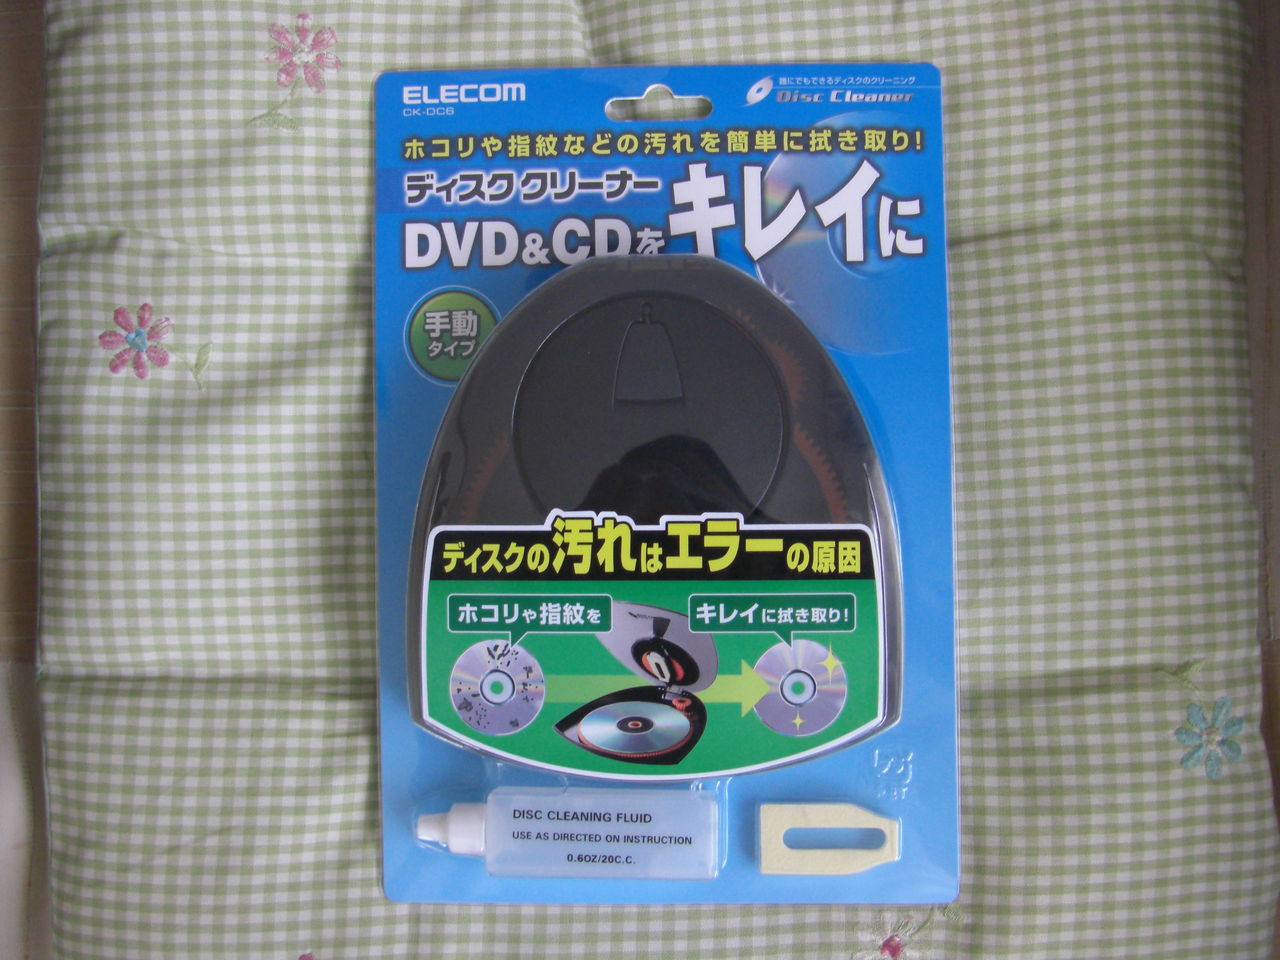 ELECOM
CK-DC6
誰にでもできるディスクのクリーニング
Disc Cleaner
ホコリや指紋などの汚れを簡単に拭き取り!
ディスククリーナー
DVD&CDをキレイに
手動
タイプ
ディスクの汚れはエラーの原因
ホコリや指紋を
キレイに拭き取り!
DISC CLEANING FLUID
USE AS DIRECTED ON INSTRUCTION
0.6OZ/20C.C.